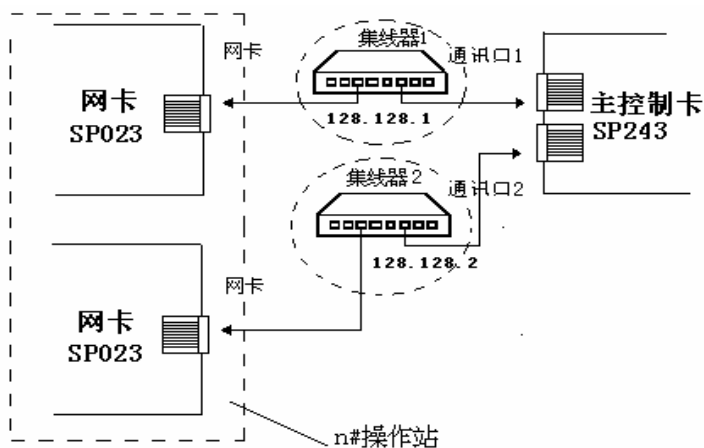 集线器1
网卡
通讯口1
网卡
SP023
主控制卡
SP243
128.128.1
集线器2
通讯口2
128.128.2
网卡
网卡
SP023
n#操作站